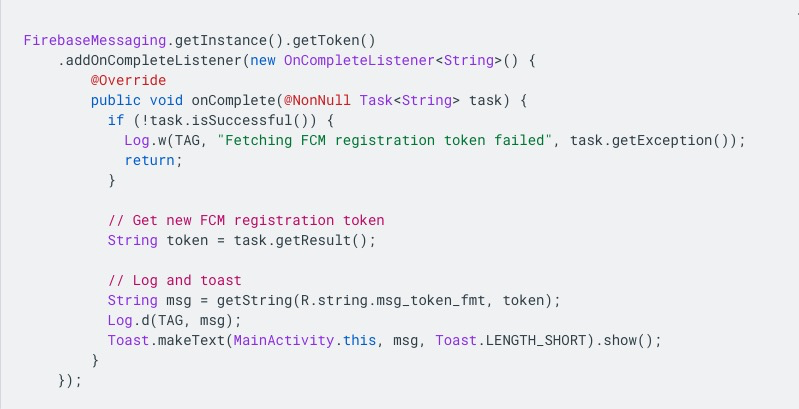 FirebaseMessaging.getInstance().getToken()
    .addOnCompleteListener(new OnCompleteListener<String>() {
        @Override
        public void onComplete(@NonNull Task<String> task) {
          if (!task.isSuccessful()) {
            Log.w(TAG, "Fetching FCM registration token failed", task.getException());
            return;
          }

          // Get new FCM registration token
          String token = task.getResult();

          // Log and toast
          String msg = getString(R.string.msg_token_fmt, token);
          Log.d(TAG, msg);
          Toast.makeText(MainActivity.this, msg, Toast.LENGTH_SHORT).show();
        }
    });